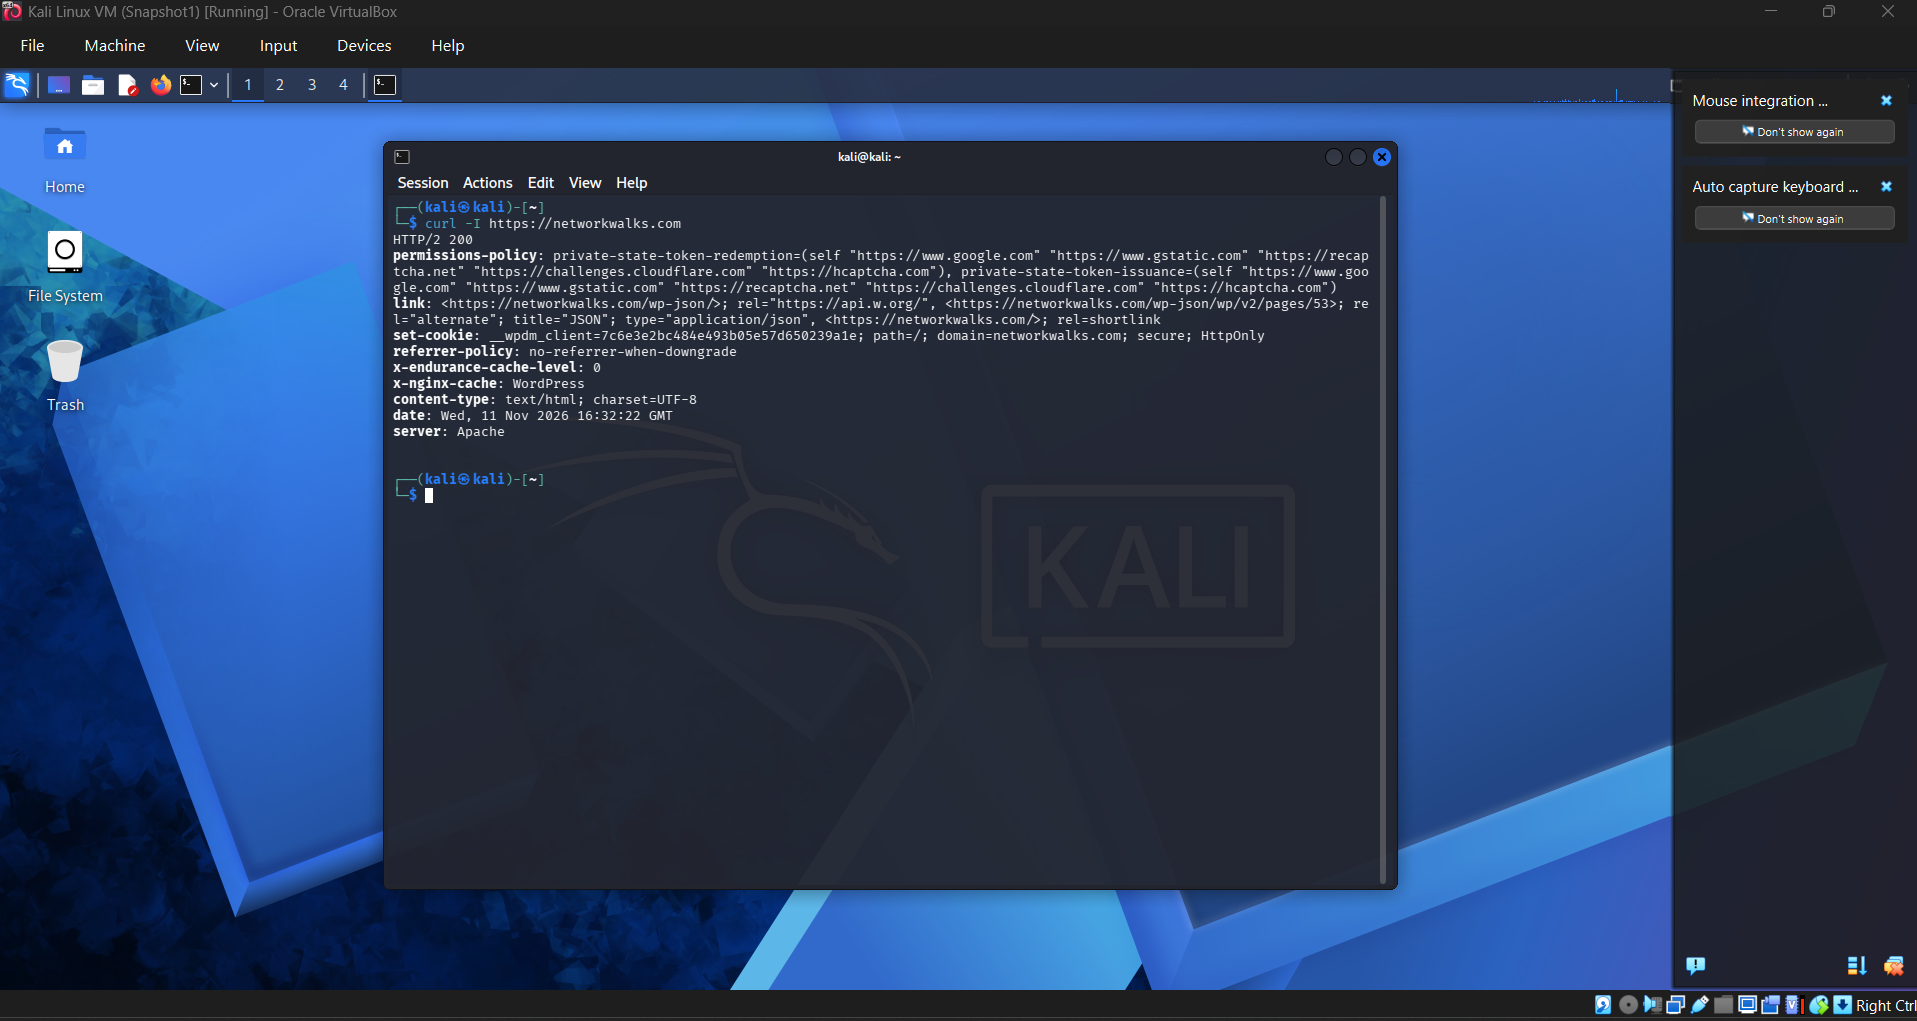 Kali Linux VM (Snapshot1) [Running] - Oracle VirtualBox
File Machine View Input Devices Help
1 2 3 4
Mouse integration ...
Don't show again
Auto capture keyboard ...
Don't show again
Home
File System
Trash
kali@kali: ~
Session Actions Edit View Help
┌──(kali㉿kali)-[~]
└─$ curl -I https://networkwalks.com
HTTP/2 200
permissions-policy: private-state-token-redemption=(self "https://www.google.com" "https://www.gstatic.com" "https://recap
tcha.net" "https://challenges.cloudflare.com" "https://hcaptcha.com"), private-state-token-issuance=(self "https://www.goo
gle.com" "https://www.gstatic.com" "https://recaptcha.net" "https://challenges.cloudflare.com" "https://hcaptcha.com")
link: <https://networkwalks.com/wp-json/>; rel="https://api.w.org/", <https://networkwalks.com/wp-json/wp/v2/pages/53>; re
l="alternate"; title="JSON"; type="application/json", <https://networkwalks.com/>; rel=shortlink
set-cookie: __wpdm_client=7c6e3e2bc484e493b05e57d650239a1e; path=/; domain=networkwalks.com; secure; HttpOnly
referrer-policy: no-referrer-when-downgrade
x-endurance-cache-level: 0
x-nginx-cache: WordPress
content-type: text/html; charset=UTF-8
date: Wed, 11 Nov 2026 16:32:22 GMT
server: Apache
┌──(kali㉿kali)-[~]
└─$
KALI
Right Ctrl